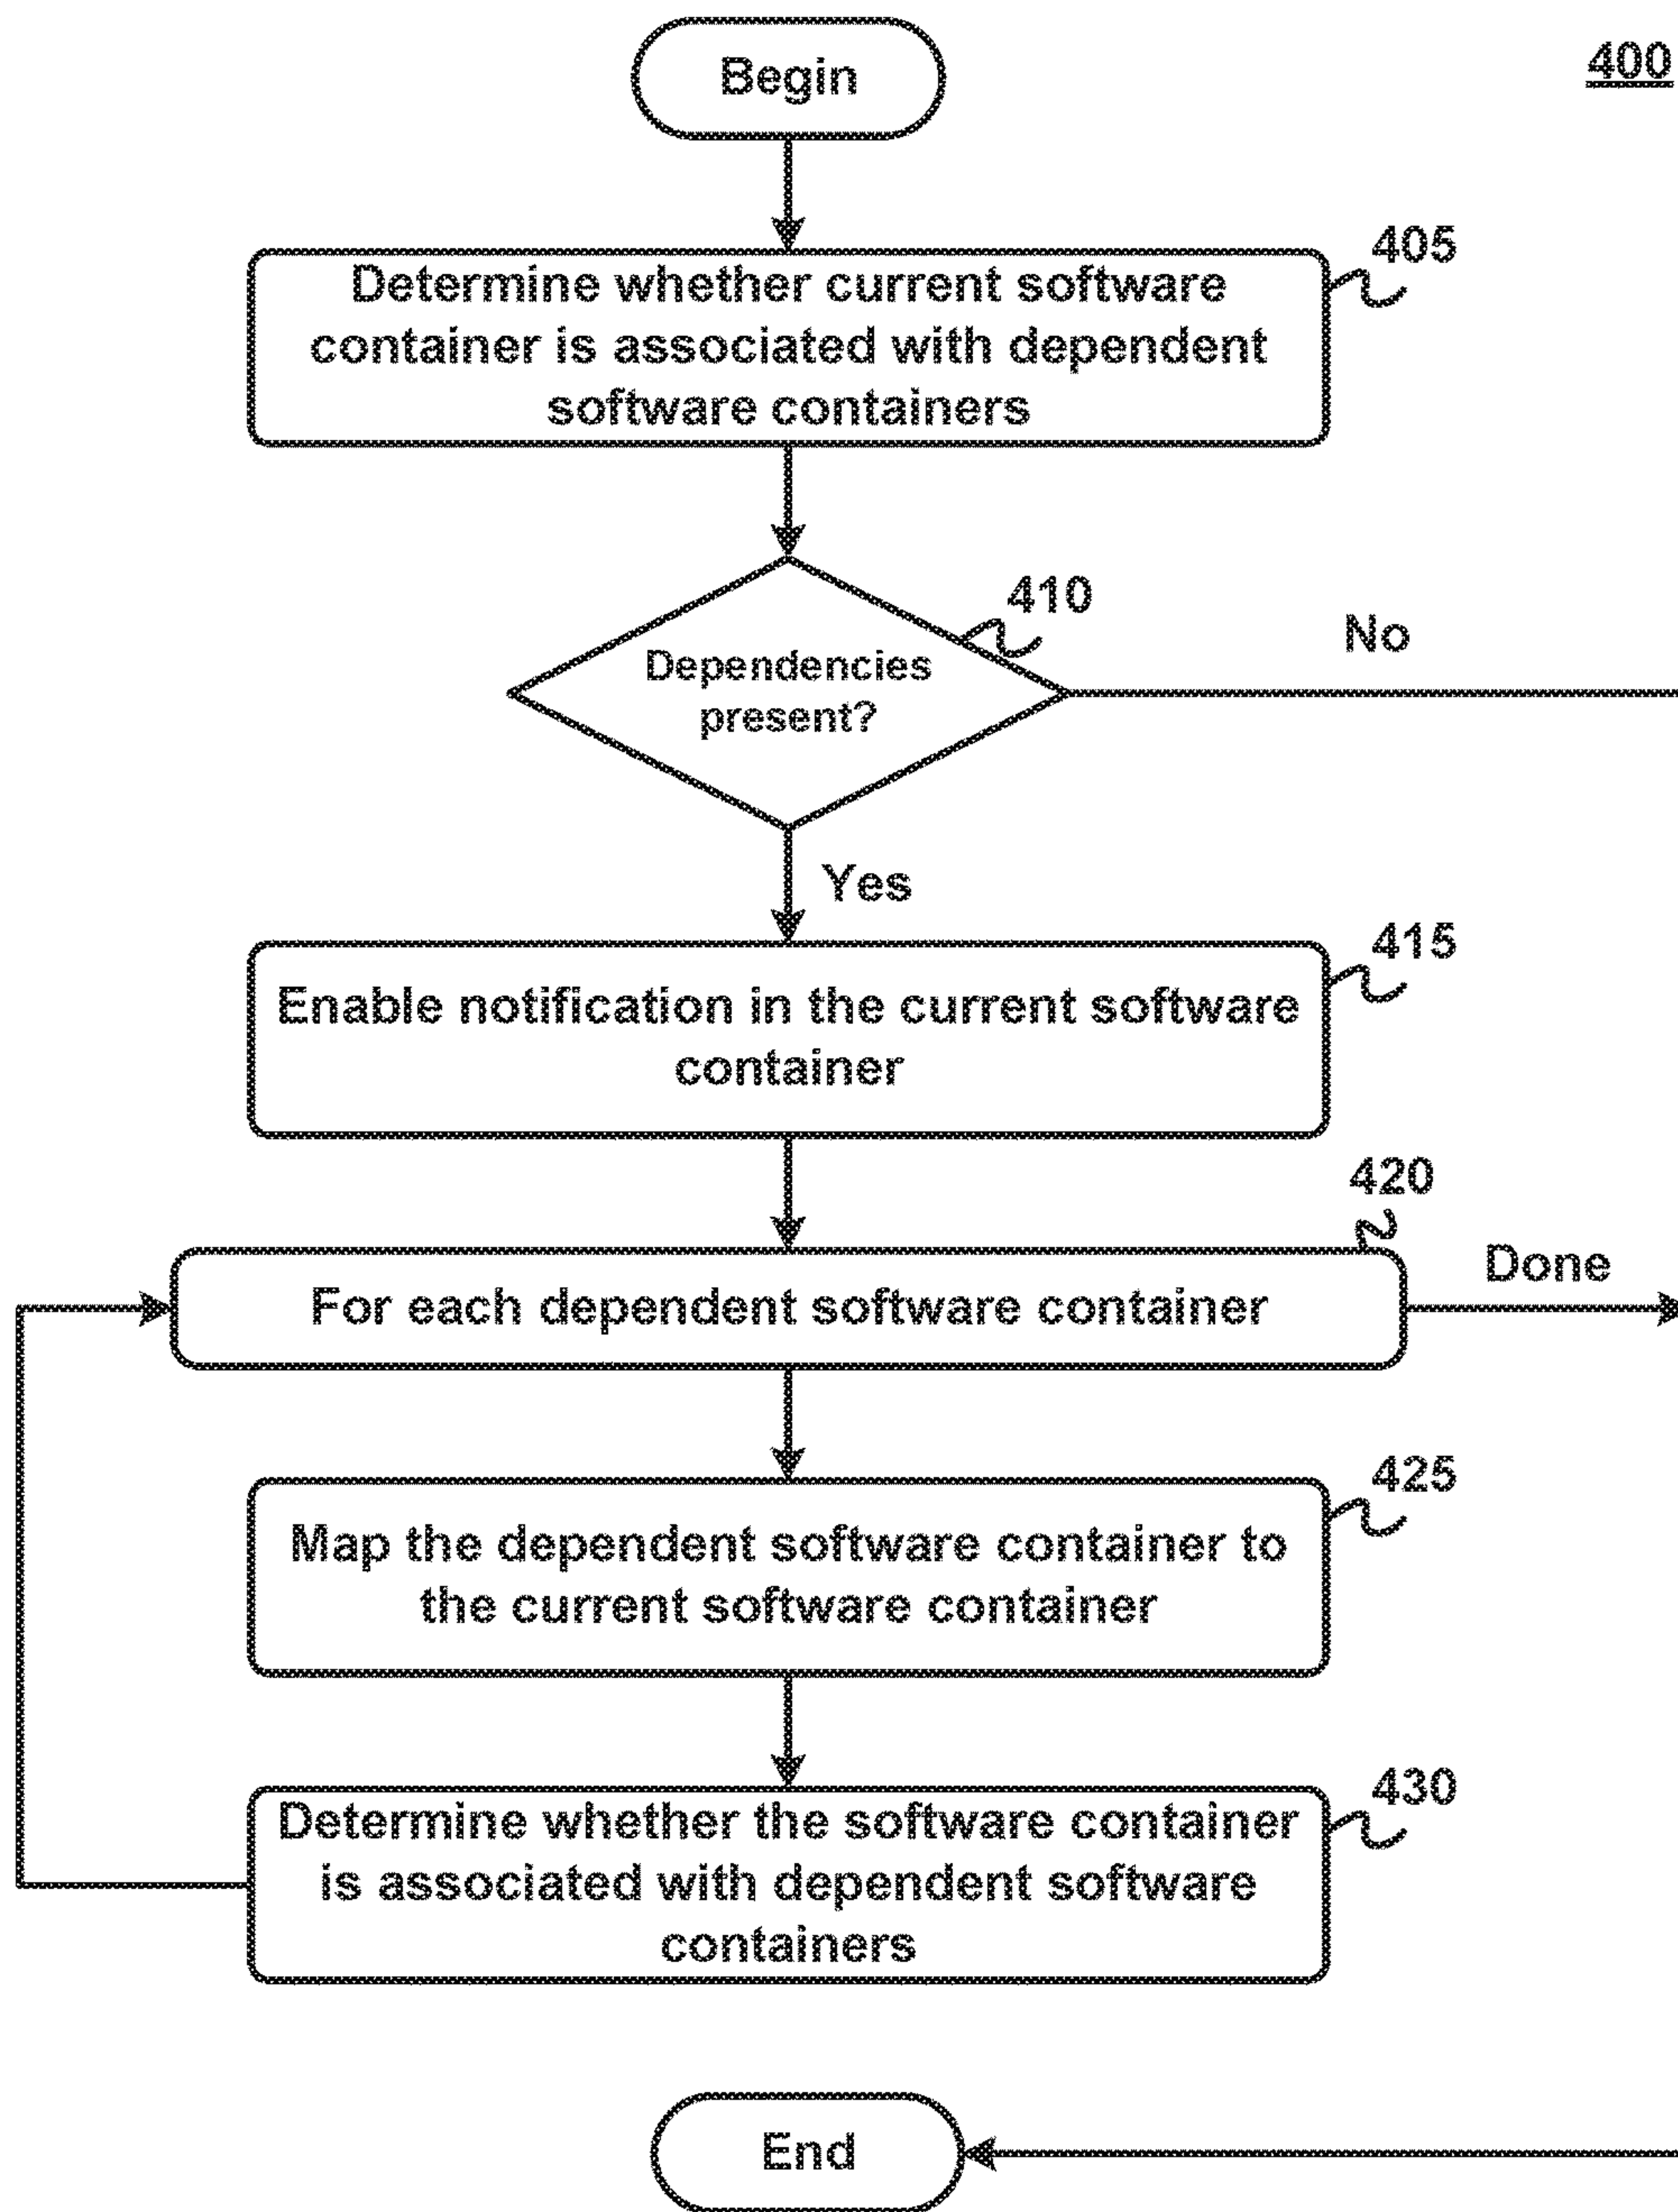 Begin
400
405
Determine whether current software
container is associated with dependent
software containers
410
No
Dependencies
present?
Yes
415
Enable notification in the current software
container
420
Done
For each dependent software container
425
Map the dependent software container to
the current software container
430
Determine whether the software container
is associated with dependent software
containers
End